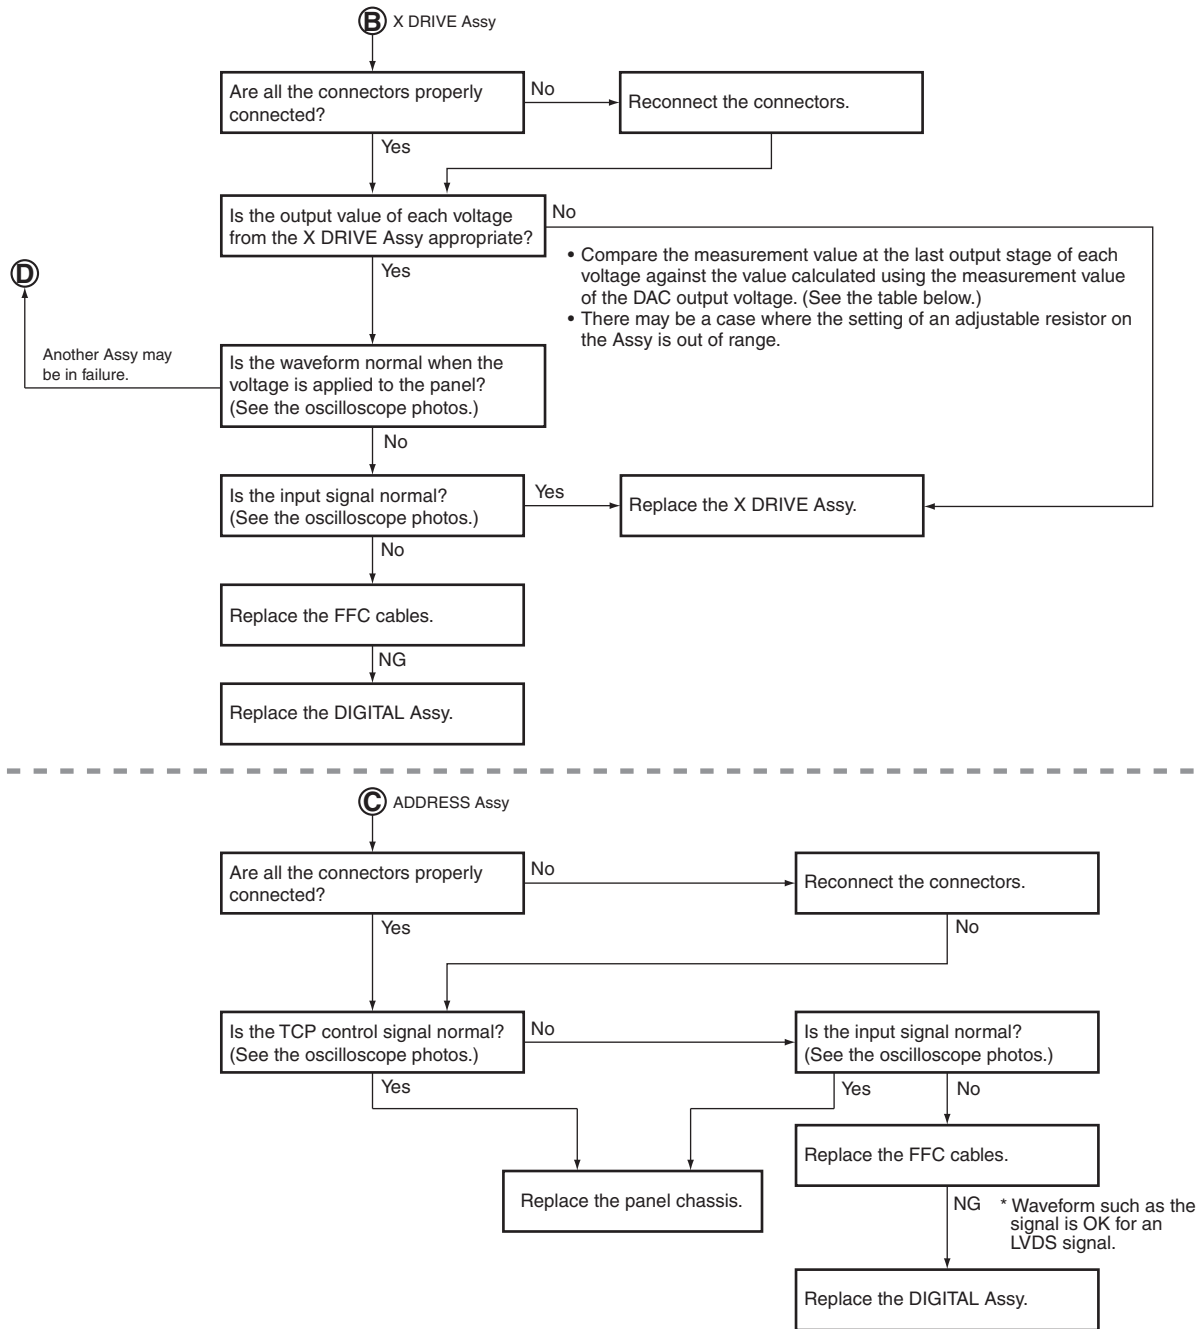 B X DRIVE Assy
Are all the connectors properly
connected?
No
Reconnect the connectors.
Yes
Is the output value of each voltage
from the X DRIVE Assy appropriate?
No
• Compare the measurement value at the last output stage of each
voltage against the value calculated using the measurement value
of the DAC output voltage. (See the table below.)
• There may be a case where the setting of an adjustable resistor on
the Assy is out of range.
Yes
D
Another Assy may
be in failure.
Is the waveform normal when the
voltage is applied to the panel?
(See the oscilloscope photos.)
No
Is the input signal normal?
(See the oscilloscope photos.)
Yes
Replace the X DRIVE Assy.
No
Replace the FFC cables.
NG
Replace the DIGITAL Assy.
C ADDRESS Assy
Are all the connectors properly
connected?
No
Reconnect the connectors.
Yes
No
Is the TCP control signal normal?
(See the oscilloscope photos.)
No
Is the input signal normal?
(See the oscilloscope photos.)
Yes
Yes
No
Replace the panel chassis.
Replace the FFC cables.
NG
* Waveform such as the
signal is OK for an
LVDS signal.
Replace the DIGITAL Assy.